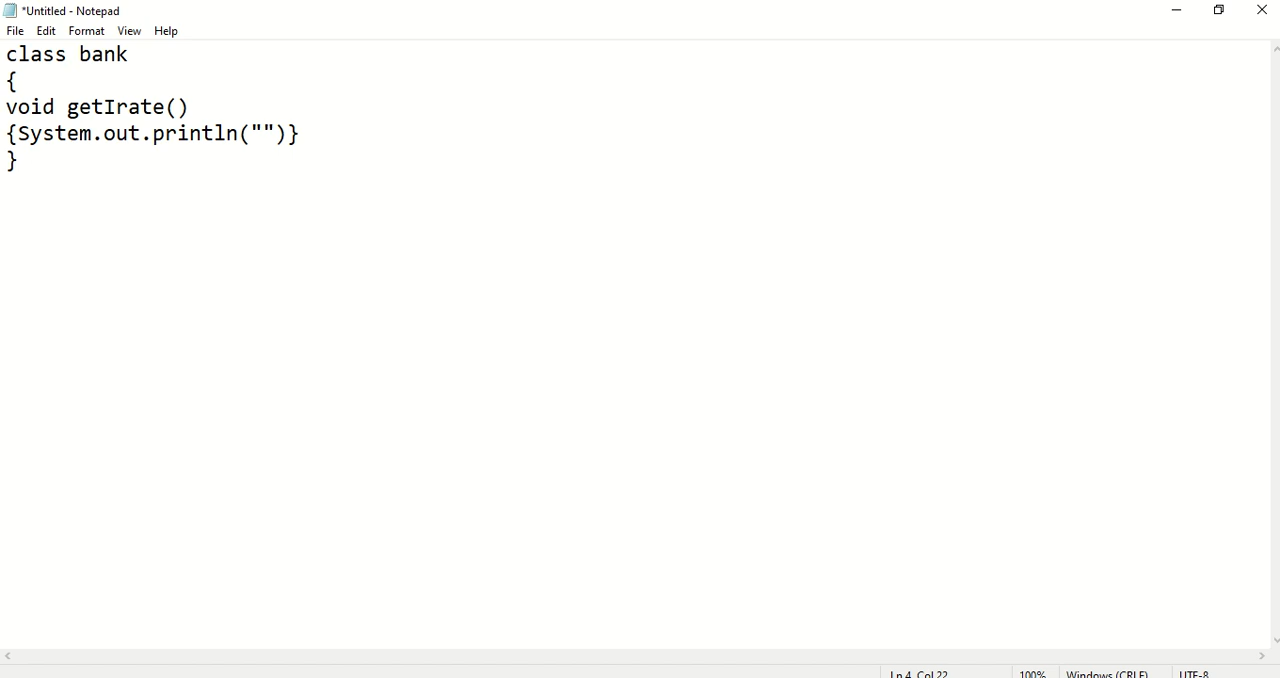 *Untitled - Notepad
File Edit Format View Help
class bank
{
void getIrate()
{System.out.println("")}
}
Ln 4, Col 22 100% Windows (CRLF) UTF-8